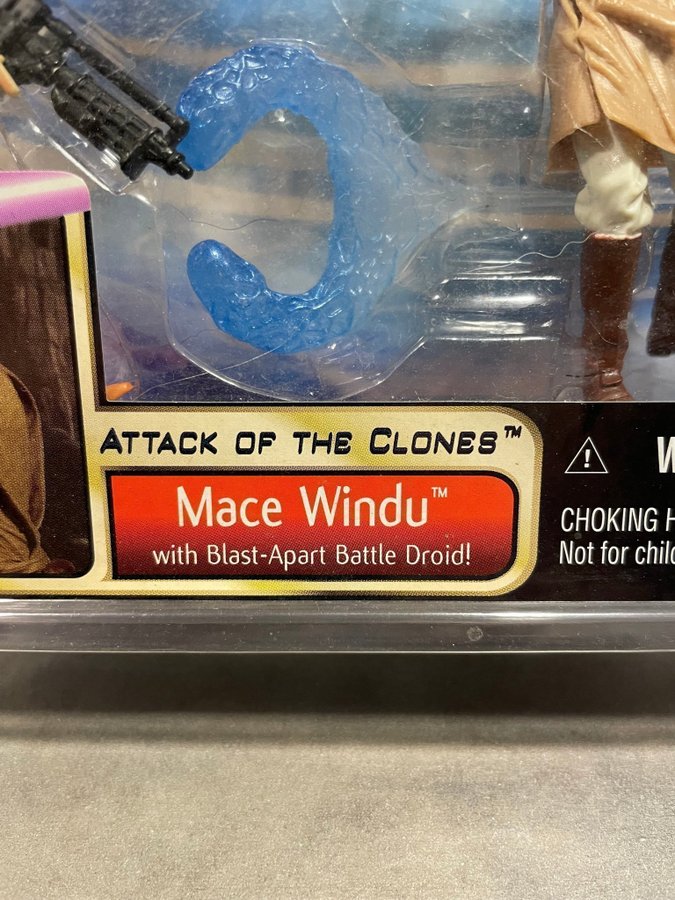 ATTACK OF THE CLONES™
Mace Windu™
with Blast-Apart Battle Droid!
CHOKING
Not for